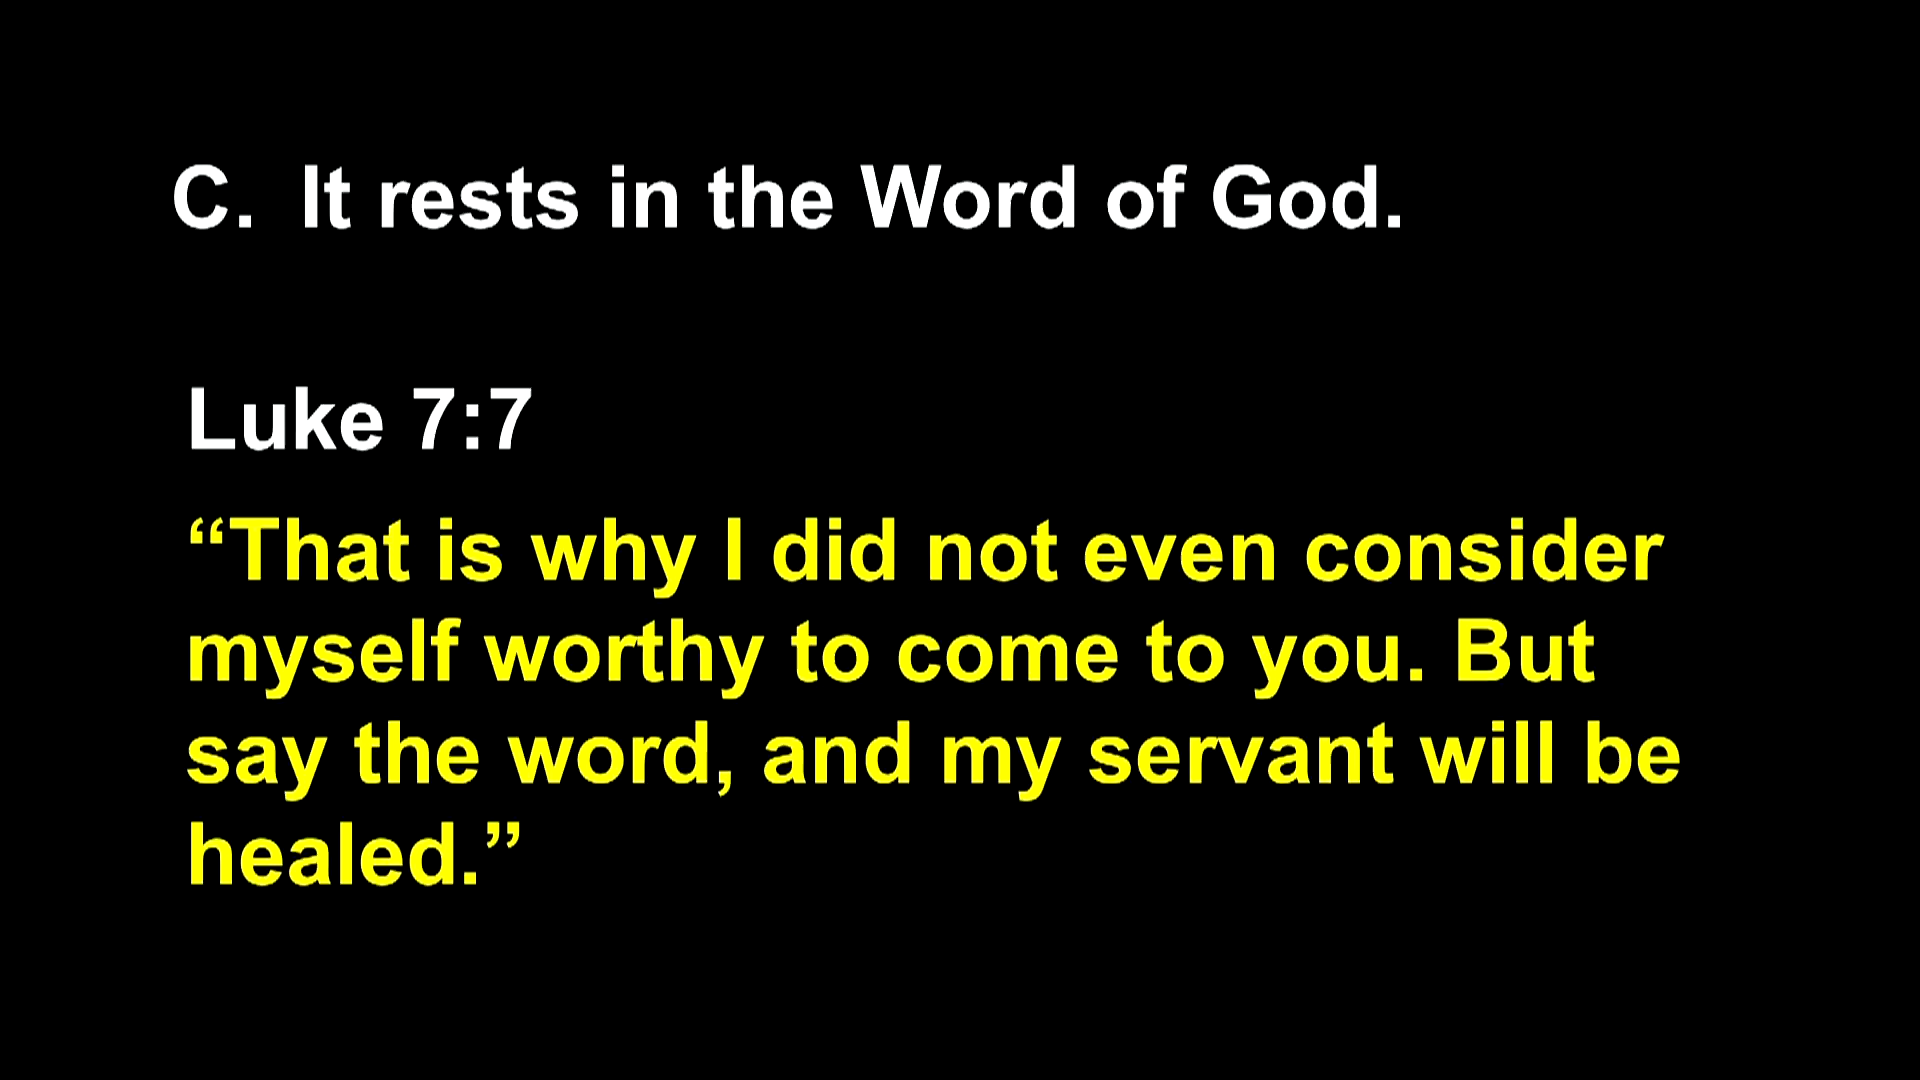 C.  It rests in the Word of God.
Luke 7:7
“That is why I did not even consider
myself worthy to come to you. But
say the word, and my servant will be
healed.”